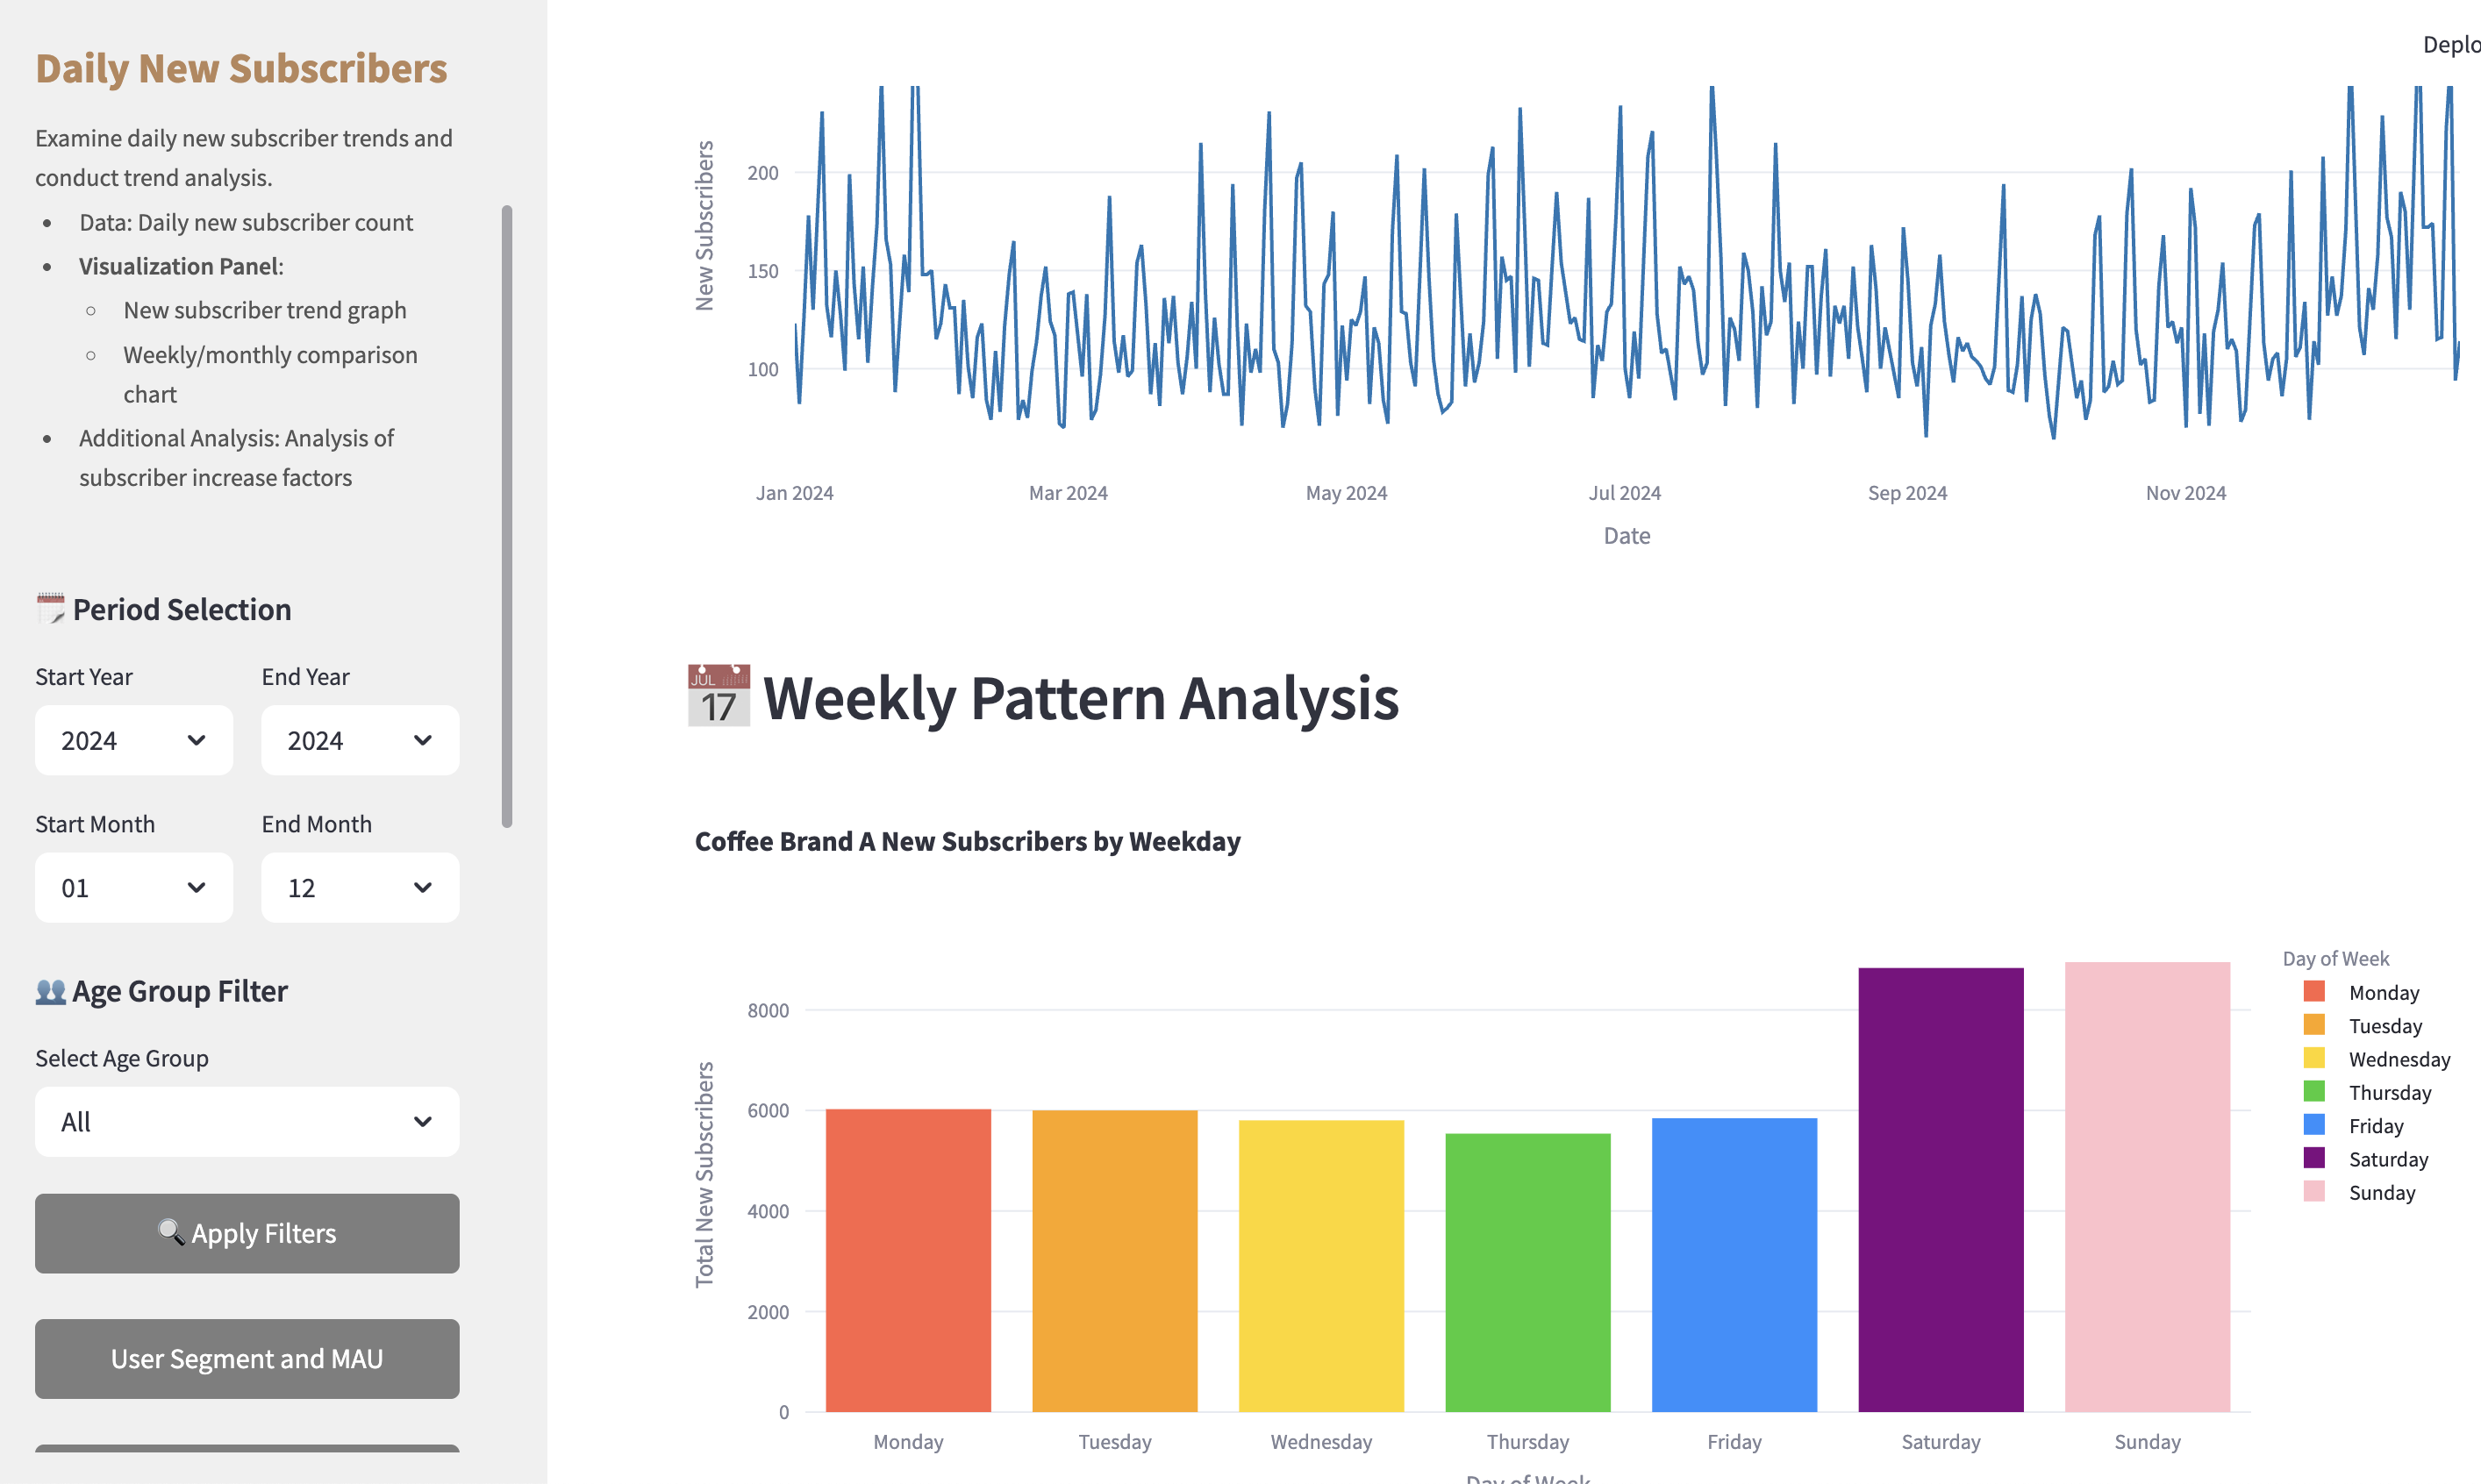 Daily New Subscribers
Examine daily new subscriber trends and
conduct trend analysis.
Data: Daily new subscriber count
Visualization Panel:
New subscriber trend graph
Weekly/monthly comparison
chart
Additional Analysis: Analysis of
subscriber increase factors
Period Selection
Start Year
End Year
2024
2024
Start Month
End Month
01
12
Age Group Filter
Select Age Group
All
Apply Filters
User Segment and MAU
Deplo
New Subscribers
200
150
100
Jan 2024
Mar 2024
May 2024
Jul 2024
Sep 2024
Nov 2024
Date
JUL
17
Weekly Pattern Analysis
Coffee Brand A New Subscribers by Weekday
Total New Subscribers
8000
6000
4000
2000
0
Monday
Tuesday
Wednesday
Thursday
Friday
Saturday
Sunday
Day of Week
Day of Week
Monday
Tuesday
Wednesday
Thursday
Friday
Saturday
Sunday